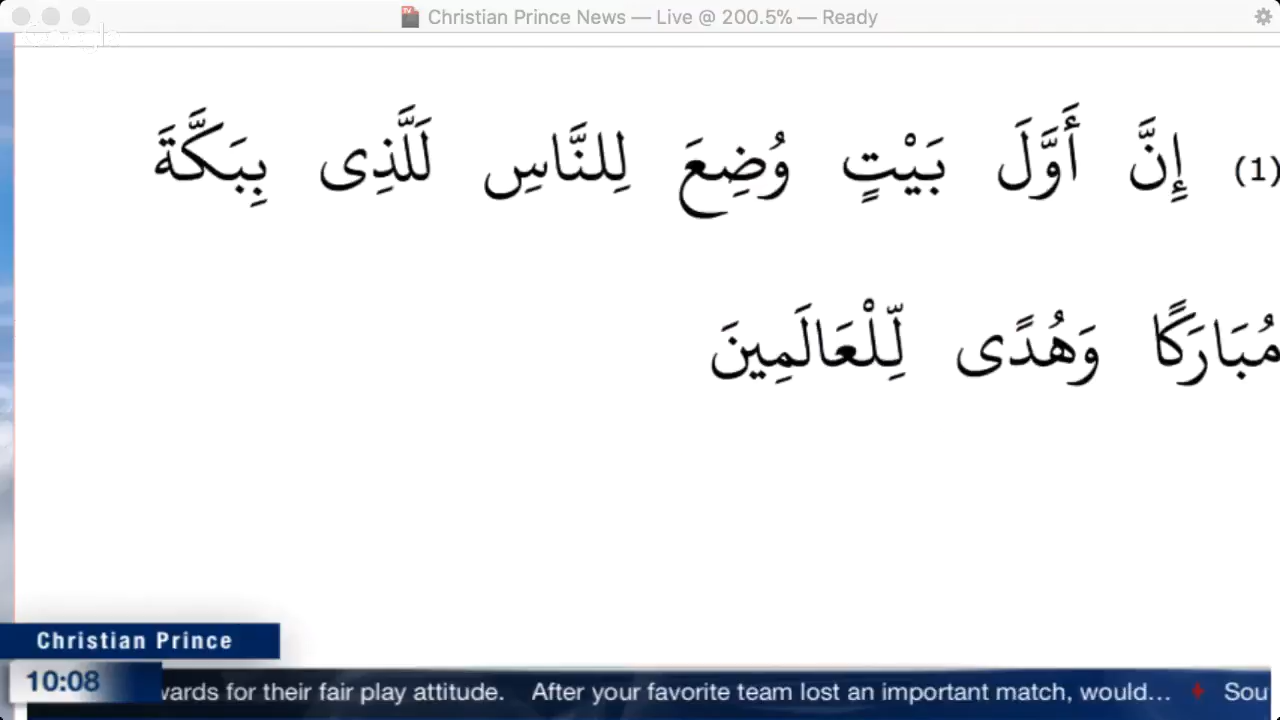 Christian Prince News — Live @ 200.5% — Ready
(1) إِنَّ أَوَّلَ بَيْتٍ وُضِعَ لِلنَّاسِ لَلَّذِى بِبَكَّةَ
مُبَارَكًا وَهُدًى لِّلْعَالَمِينَ
Christian Prince
10:08 wards for their fair play attitude. After your favorite team lost an important match, would... Sou